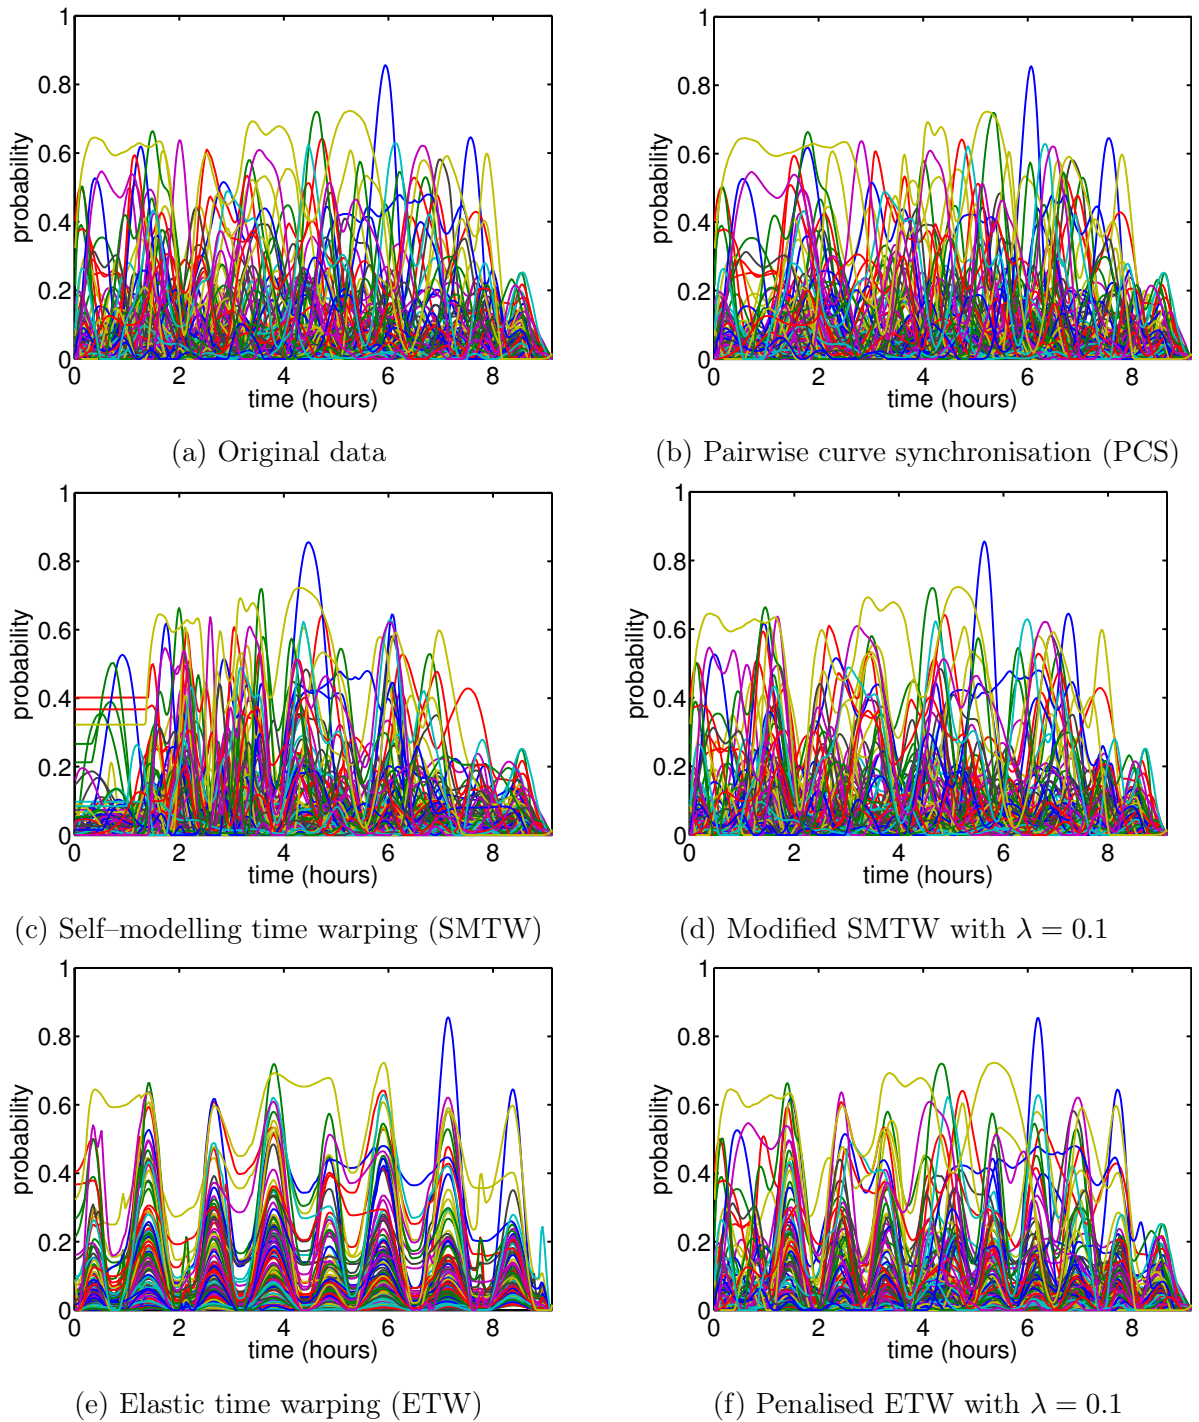 1
0.8
0.6
0.4
0.2
0
probability
0 2 4 6 8
time (hours)
(a) Original data
1
0.8
0.6
0.4
0.2
0
probability
0 2 4 6 8
time (hours)
(b) Pairwise curve synchronisation (PCS)
1
0.8
0.6
0.4
0.2
0
probability
0 2 4 6 8
time (hours)
(c) Self–modelling time warping (SMTW)
1
0.8
0.6
0.4
0.2
0
probability
0 2 4 6 8
time (hours)
(d) Modified SMTW with λ = 0.1
1
0.8
0.6
0.4
0.2
0
probability
0 2 4 6 8
time (hours)
(e) Elastic time warping (ETW)
1
0.8
0.6
0.4
0.2
0
probability
0 2 4 6 8
time (hours)
(f) Penalised ETW with λ = 0.1